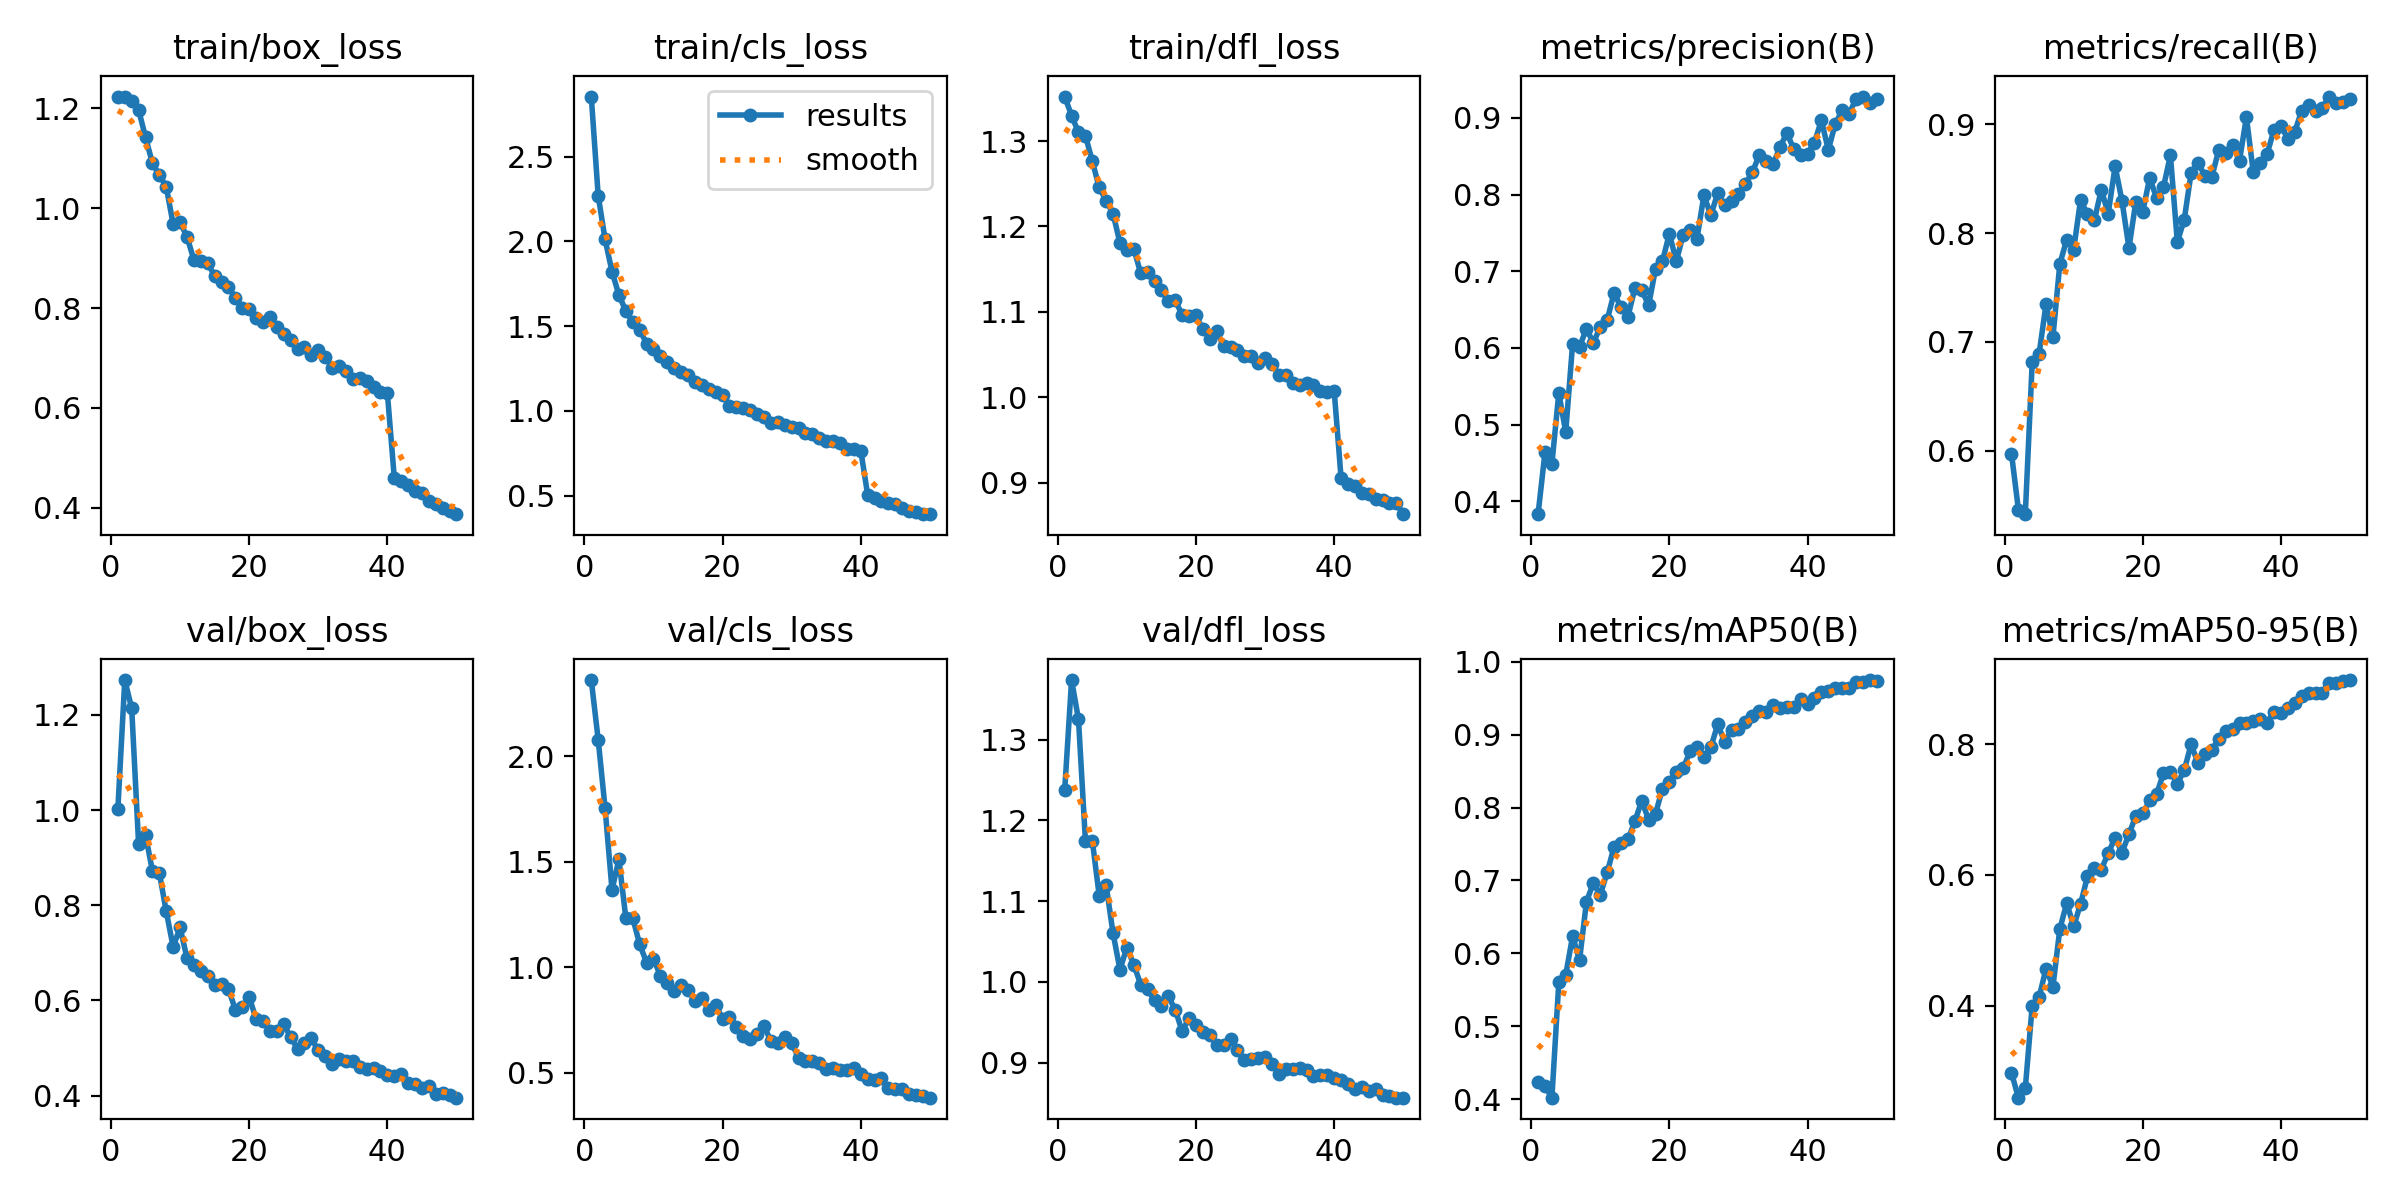 train/box_loss
1.2
1.0
0.8
0.6
0.4
0 20 40
train/cls_loss
results
smooth
2.5
2.0
1.5
1.0
0.5
0 20 40
train/dfl_loss
1.3
1.2
1.1
1.0
0.9
0 20 40
metrics/precision(B)
0.9
0.8
0.7
0.6
0.5
0.4
0 20 40
metrics/recall(B)
0.9
0.8
0.7
0.6
0 20 40
val/box_loss
1.2
1.0
0.8
0.6
0.4
0 20 40
val/cls_loss
2.0
1.5
1.0
0.5
0 20 40
val/dfl_loss
1.3
1.2
1.1
1.0
0.9
0 20 40
metrics/mAP50(B)
1.0
0.9
0.8
0.7
0.6
0.5
0.4
0 20 40
metrics/mAP50-95(B)
0.8
0.6
0.4
0 20 40